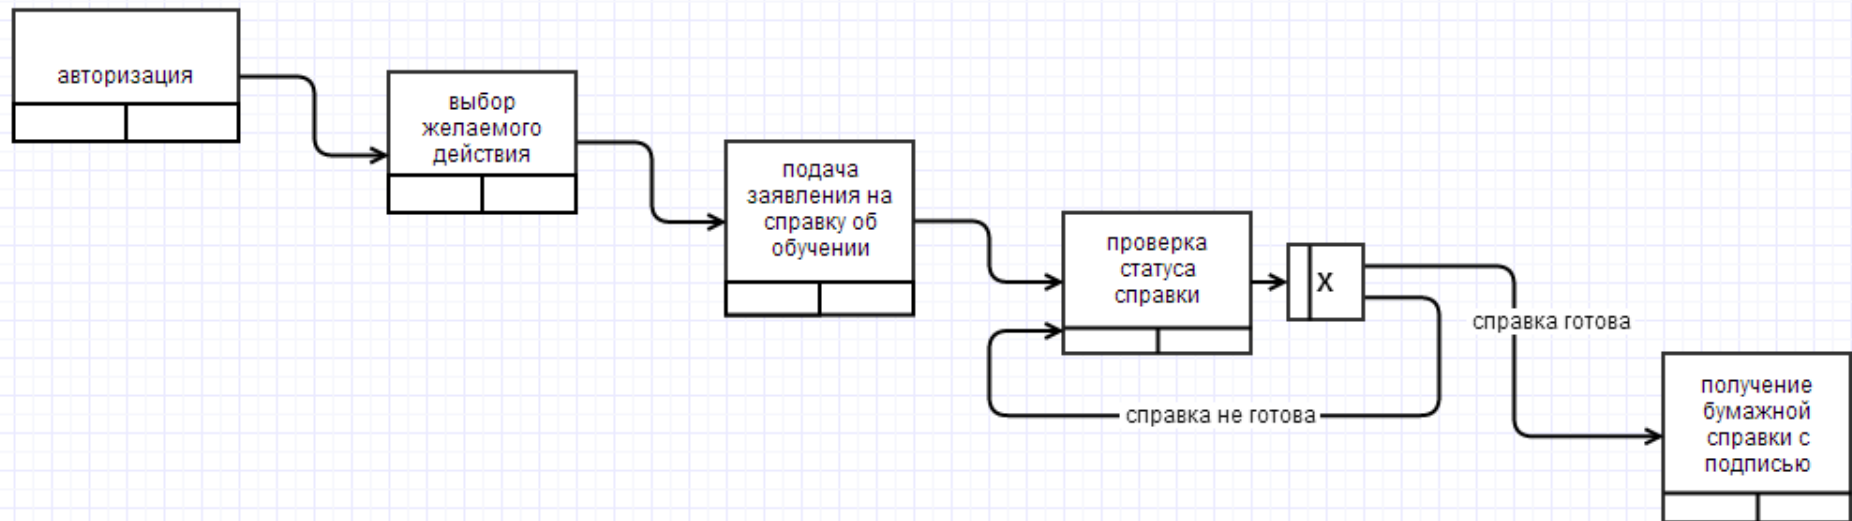 авторизация
выбор
желаемого
действия
подача
заявления на
справку об
обучении
проверка
статуса
справки
X
справка готова
справка не готова
получение
бумажной
справки с
подписью